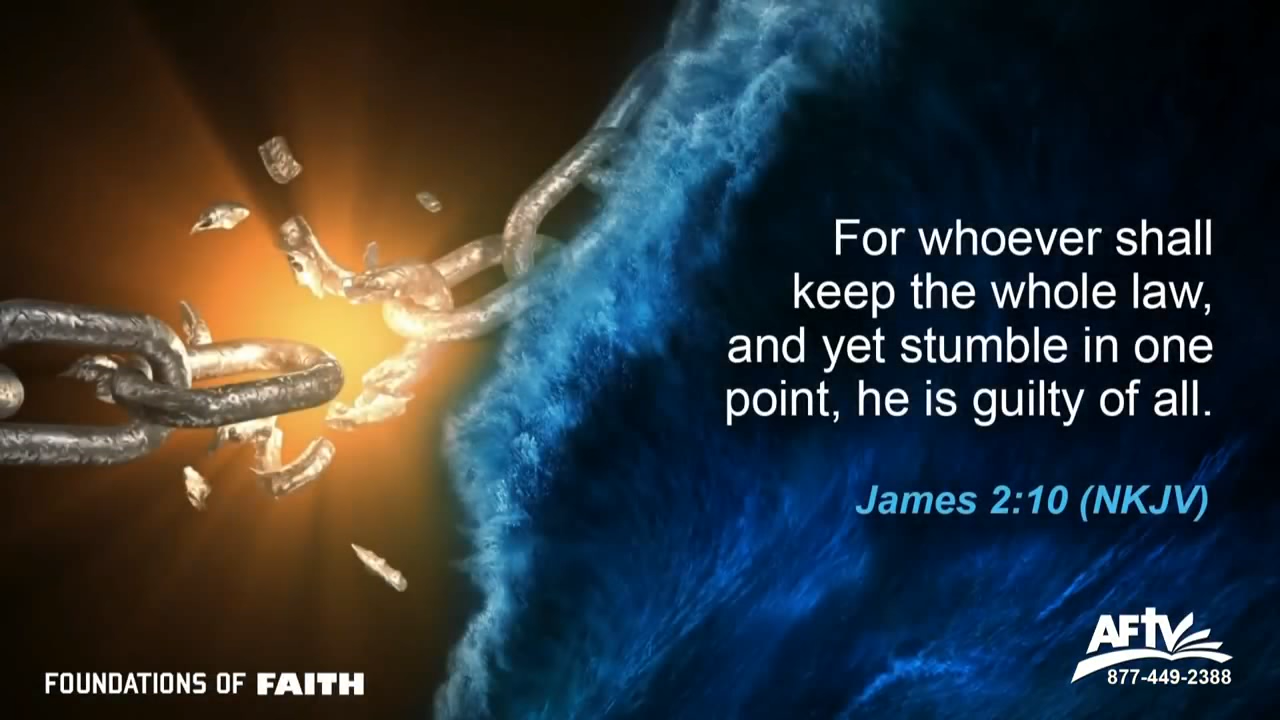 For whoever shall
keep the whole law,
and yet stumble in one
point, he is guilty of all.
James 2:10 (NKJV)
FOUNDATIONS OF FAITH
AFtv
877-449-2388